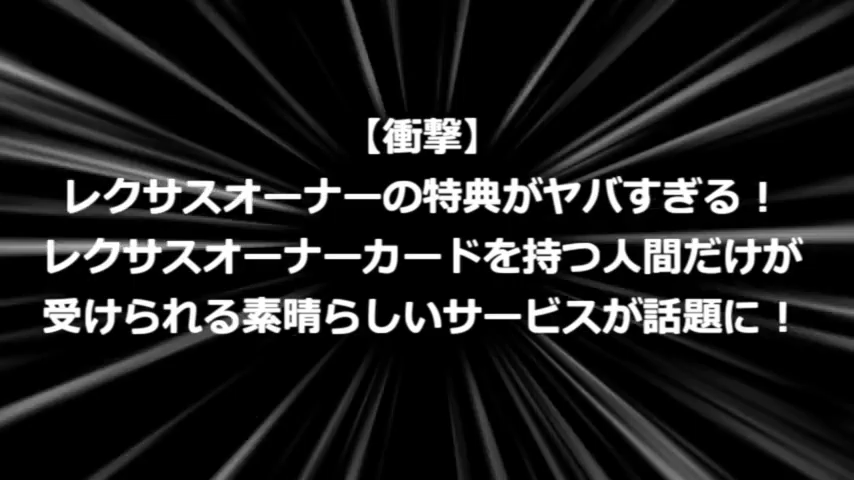 【衝撃】
レクサスオーナーの特典がヤバすぎる！
レクサスオーナーカードを持つ人間だけが
受けられる素晴らしいサービスが話題に！